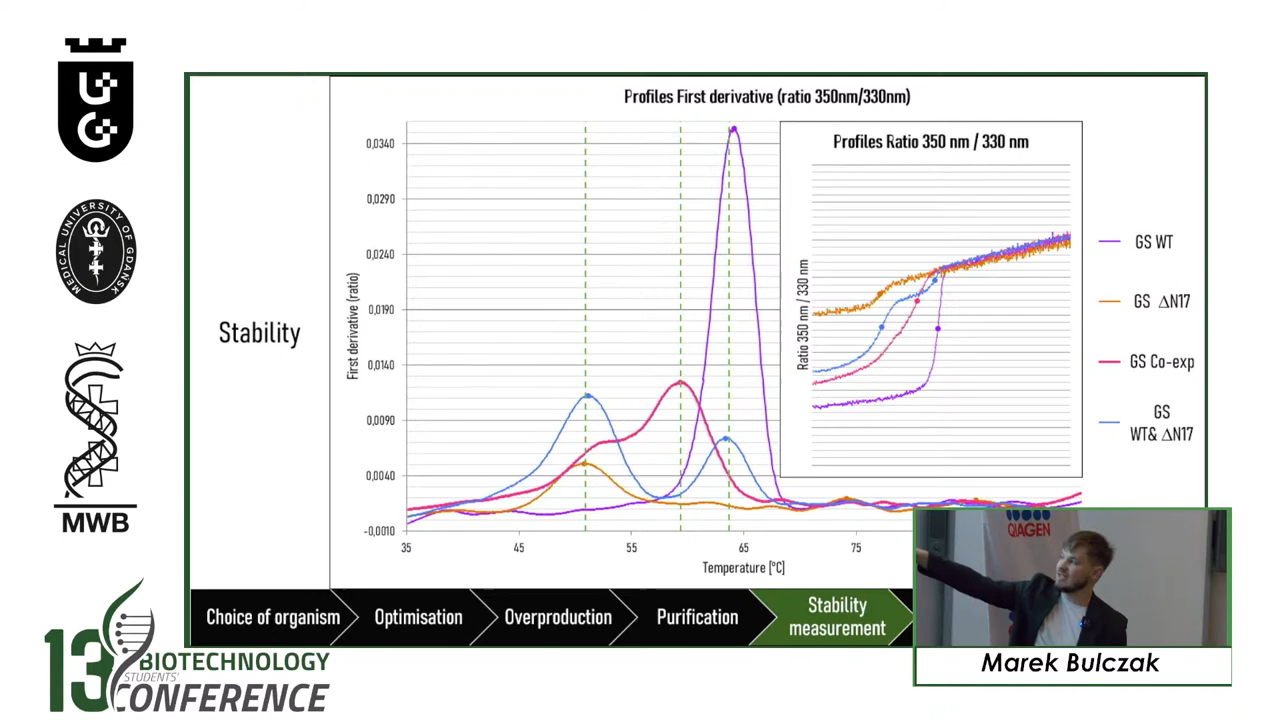 UG
MEDICAL UNIVERSITY OF GDANSK
MWB
13 BIOTECHNOLOGY
STUDENTS'
CONFERENCE
Stability
Profiles First derivative (ratio 350nm/330nm)
First derivative (ratio)
0,0340
0,0290
0,0240
0,0190
0,0140
0,0090
0,0040
-0,0010
35
45
55
65
75
Temperature [°C]
Profiles Ratio 350 nm / 330 nm
Ratio 350 nm / 330 nm
GS WT
GS ΔN17
GS Co-exp
GS
WT& ΔN17
Choice of organism
Optimisation
Overproduction
Purification
Stability
measurement
QIAGEN
Marek Bulczak